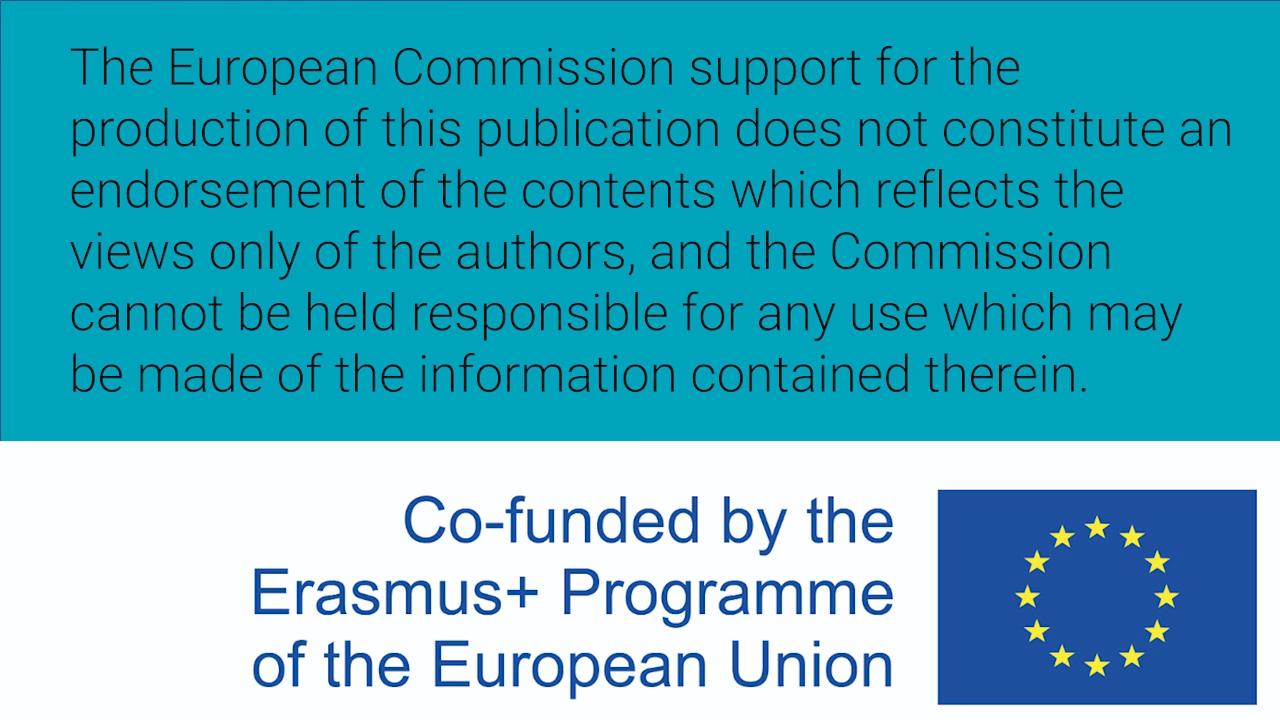 The European Commission support for the
production of this publication does not constitute an
endorsement of the contents which reflects the
views only of the authors, and the Commission
cannot be held responsible for any use which may
be made of the information contained therein.
Co-funded by the
Erasmus+ Programme
of the European Union